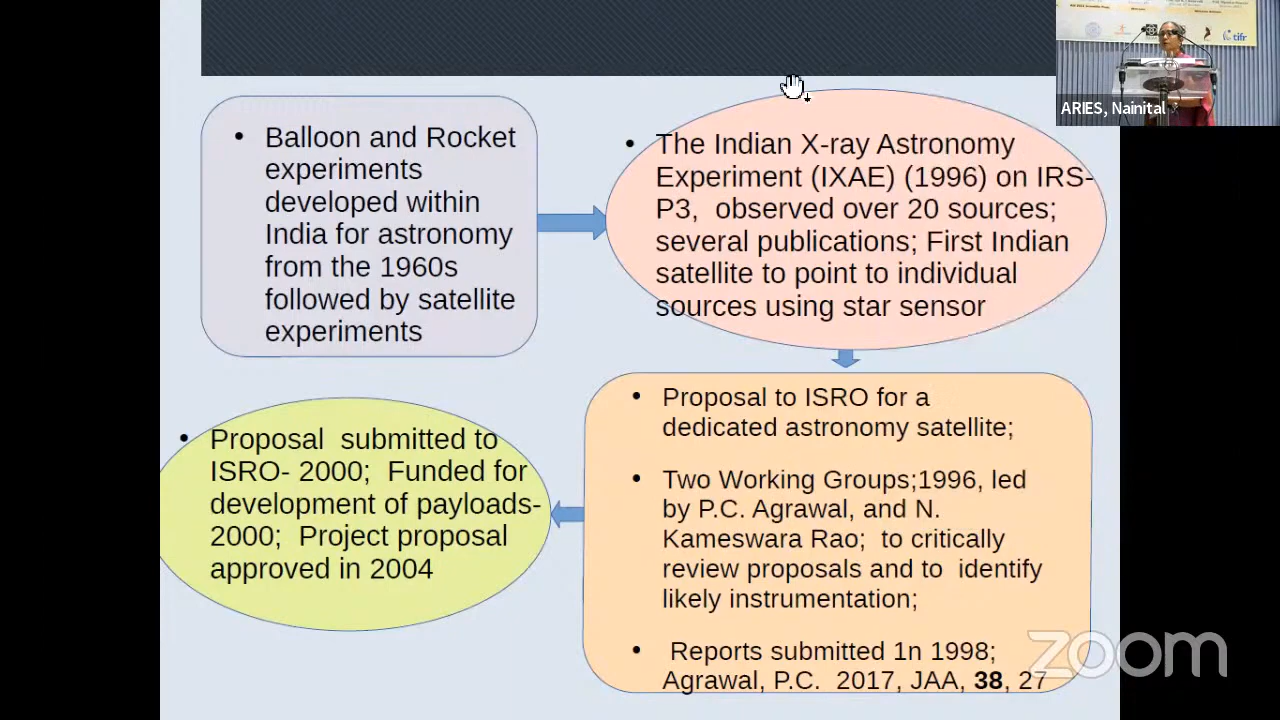 • Balloon and Rocket
experiments
developed within
India for astronomy
from the 1960s
followed by satellite
experiments
• The Indian X-ray Astronomy
Experiment (IXAE) (1996) on IRS-
P3, observed over 20 sources;
several publications; First Indian
satellite to point to individual
sources using star sensor
• Proposal to ISRO for a
dedicated astronomy satellite;
• Two Working Groups;1996, led
by P.C. Agrawal, and N.
Kameswara Rao; to critically
review proposals and to identify
likely instrumentation;
• Reports submitted 1n 1998;
Agrawal, P.C. 2017, JAA, 38, 27
• Proposal submitted to
ISRO- 2000; Funded for
development of payloads-
2000; Project proposal
approved in 2004
tifr
ARIES, Nainital
zoom